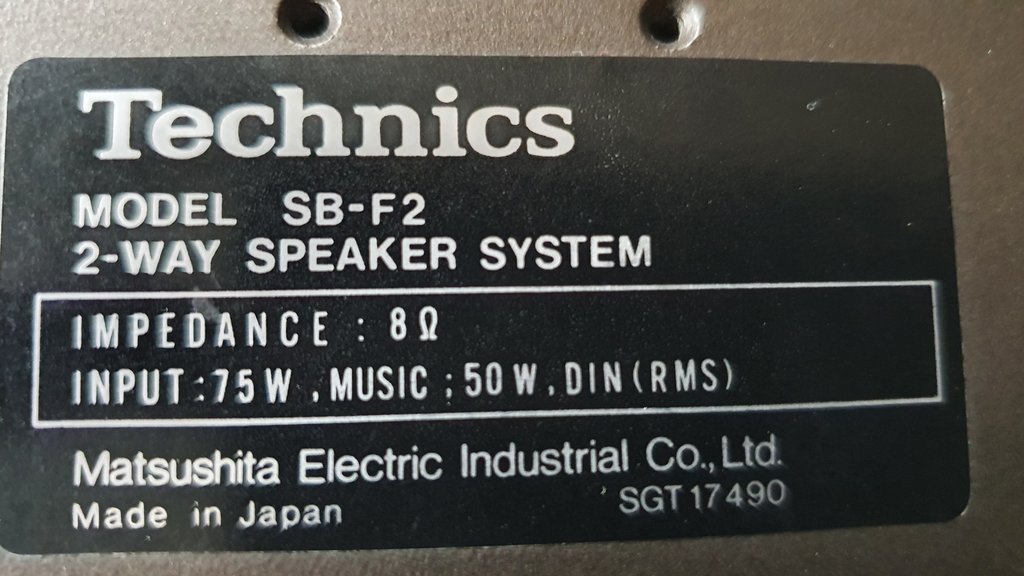 Technics
MODEL SB-F2
2-WAY SPEAKER SYSTEM
IMPEDANCE : 8Ω
INPUT : 75W , MUSIC ; 50W , DIN (RMS)
Matsushita Electric Industrial Co., Ltd.
Made in Japan SGT17490